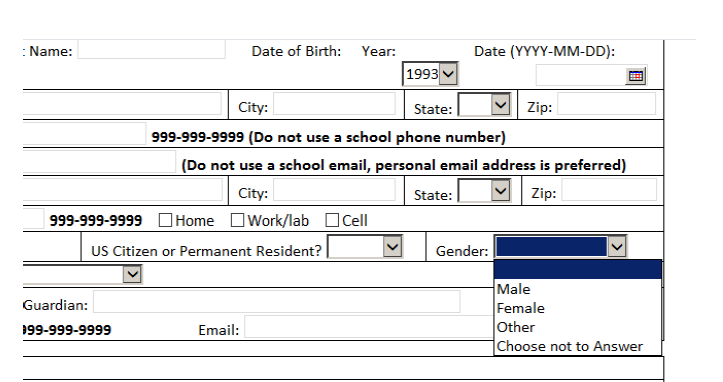 : Name: Date of Birth: Year: Date (YYYY-MM-DD):
1993
City: State: Zip:
999-999-9999 (Do not use a school phone number)
(Do not use a school email, personal email address is preferred)
City: State: Zip:
999-999-9999 Home Work/lab Cell
US Citizen or Permanent Resident? Gender:
Male
Guardian:
Female
999-999-9999 Email:
Other
Choose not to Answer